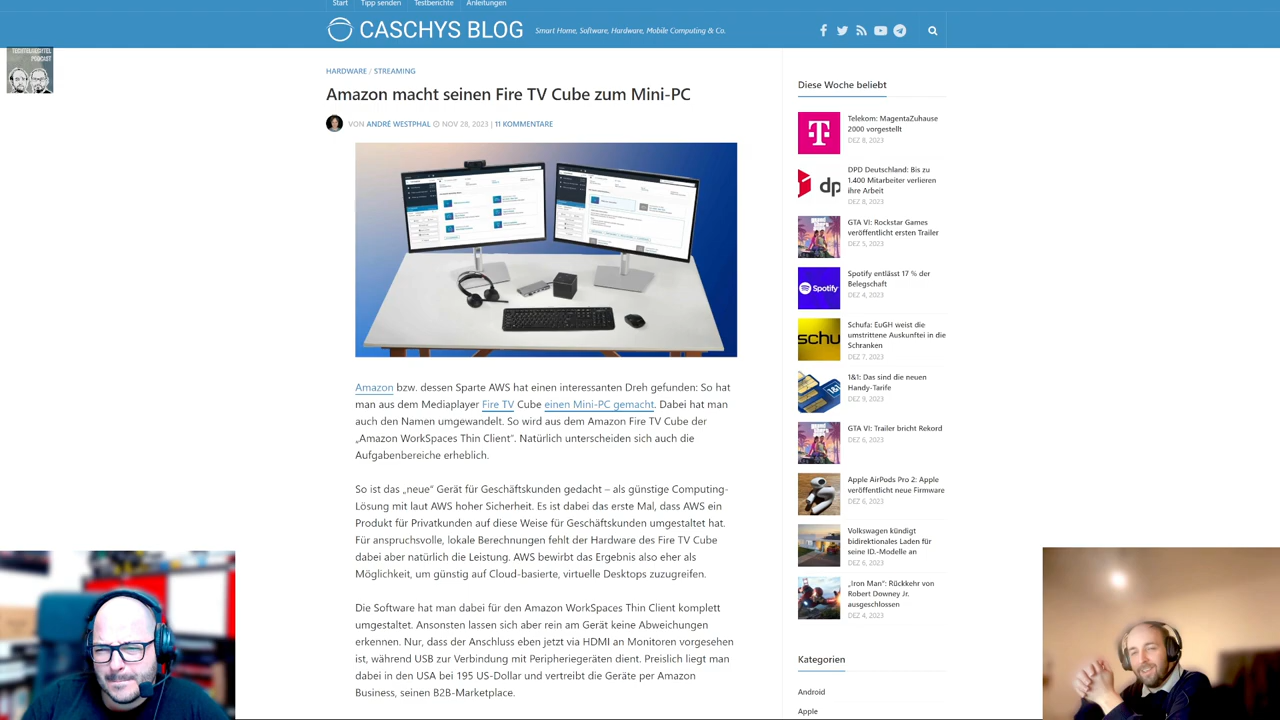 Start
Tipp senden
Testberichte
Anleitungen
CASCHYS BLOG
Smart Home, Software, Hardware, Mobile Computing & Co.
TECHTELMECHTEL
PODCAST
HARDWARE / STREAMING
Amazon macht seinen Fire TV Cube zum Mini-PC
VON ANDRÉ WESTPHAL NOV 28, 2023 | 11 KOMMENTARE
Amazon bzw. dessen Sparte AWS hat einen interessanten Dreh gefunden: So hat
man aus dem Mediaplayer Fire TV Cube einen Mini-PC gemacht. Dabei hat man
auch den Namen umgewandelt. So wird aus dem Amazon Fire TV Cube der
„Amazon WorkSpaces Thin Client“. Natürlich unterscheiden sich auch die
Aufgabenbereiche erheblich.
So ist das „neue“ Gerät für Geschäftskunden gedacht – als günstige Computing-
Lösung mit laut AWS hoher Sicherheit. Es ist dabei das erste Mal, dass AWS ein
Produkt für Privatkunden auf diese Weise für Geschäftskunden umgestaltet hat.
Für anspruchsvolle, lokale Berechnungen fehlt der Hardware des Fire TV Cube
dabei aber natürlich die Leistung. AWS bewirbt das Ergebnis also eher als
Möglichkeit, um günstig auf Cloud-basierte, virtuelle Desktops zuzugreifen.
Die Software hat man dabei für den Amazon WorkSpaces Thin Client komplett
umgestaltet. Ansonsten lassen sich aber rein am Gerät keine Abweichungen
erkennen. Nur, dass der Anschluss eben jetzt via HDMI an Monitoren vorgesehen
ist, während USB zur Verbindung mit Peripheriegeräten dient. Preislich liegt man
dabei in den USA bei 195 US-Dollar und vertreibt die Geräte per Amazon
Business, seinen B2B-Marketplace.
Diese Woche beliebt
Telekom: MagentaZuhause
2000 vorgestellt
DEZ 8, 2023
dp
DPD Deutschland: Bis zu
1.400 Mitarbeiter verlieren
ihre Arbeit
DEZ 8, 2023
GTA VI: Rockstar Games
veröffentlicht ersten Trailer
DEZ 5, 2023
Spotify
Spotify entlässt 17 % der
Belegschaft
DEZ 4, 2023
schu
Schufa: EuGH weist die
umstrittene Auskunftei in die
Schranken
DEZ 7, 2023
1&1: Das sind die neuen
Handy-Tarife
DEZ 9, 2023
GTA VI: Trailer bricht Rekord
DEZ 6, 2023
Apple AirPods Pro 2: Apple
veröffentlicht neue Firmware
DEZ 6, 2023
Volkswagen kündigt
bidirektionales Laden für
seine ID.-Modelle an
DEZ 6, 2023
„Iron Man“: Rückkehr von
Robert Downey Jr.
ausgeschlossen
DEZ 4, 2023
Kategorien
Android
Apple